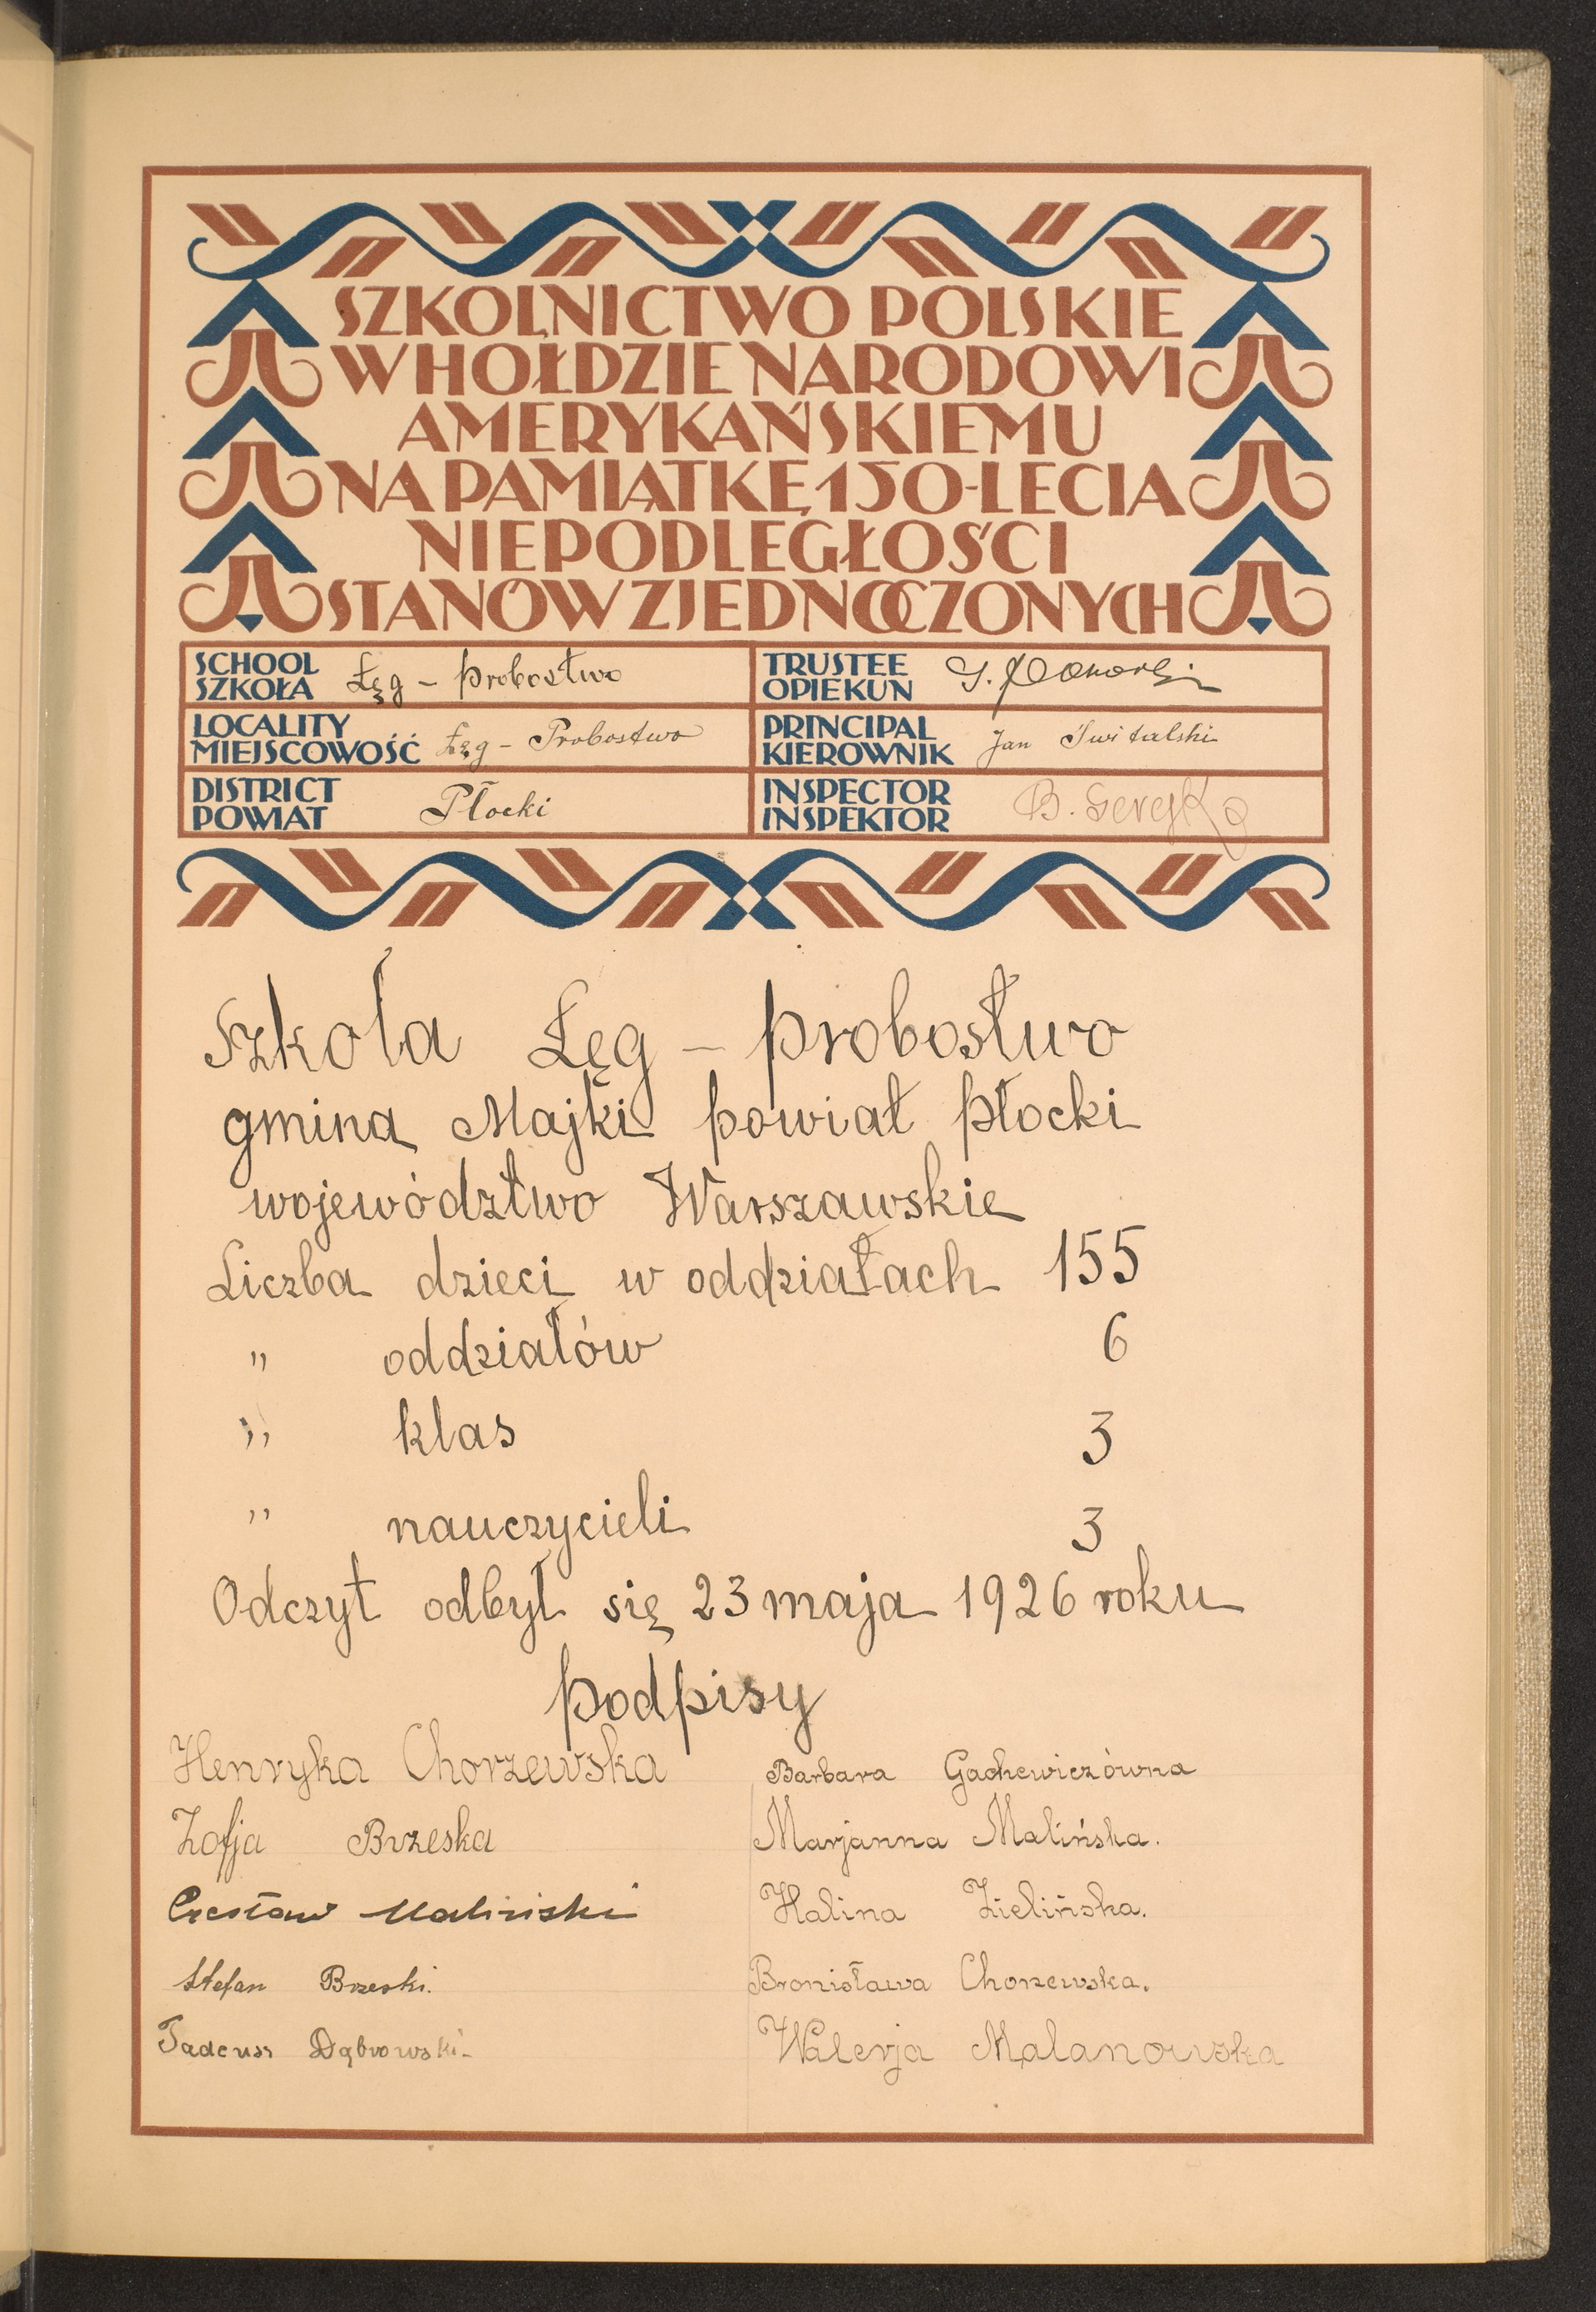 SZKOLNICTWO POLSKIE
W HOŁDZIE NARODOWI
AMERYKAŃSKIEMU
NA PAMIĄTKĘ 150-LECIA
NIEPODLEGŁOŚCI
STANÓW ZJEDNOCZONYCH
SCHOOL
SZKOŁA Łęg - Probostwo
TRUSTEE
OPIEKUN
LOCALITY
MIEJSCOWOŚĆ Łęg - Probostwo
PRINCIPAL
KIEROWNIK Jan Świtalski
DISTRICT
POWIAT Płocki
INSPECTOR
INSPEKTOR B.
Szkoła Łęg - Probostwo
gmina Majki powiat płocki
województwo Warszawskie
Liczba dzieci w oddziałach 155
" oddziałów 6
" klas 3
" nauczycieli 3
Odczyt odbył się 23 maja 1926 roku
podpisy
Henryka Chorzewska
Barbara Gachewiczówna
Zofja Brzeska
Marjanna Malińska.
Czesław Maliński
Halina Zielińska.
Stefan Brzeski.
Bronisława Chorzewska.
Tadeusz Dąbrowski-
Walerja Malanowska